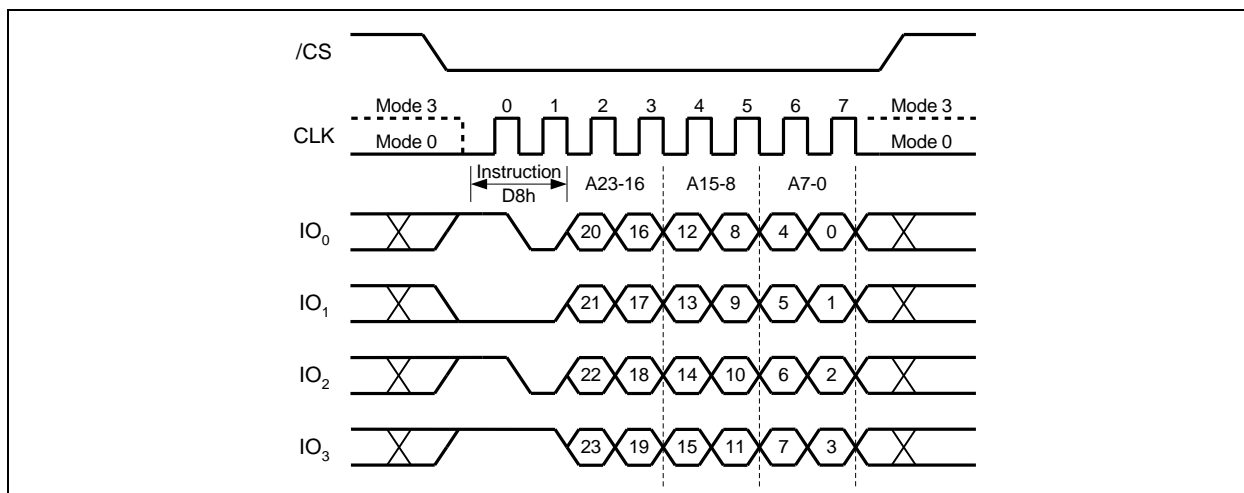 /CS
Mode 3 0 1 2 3 4 5 6 7 Mode 3
CLK
Mode 0 Mode 0
Instruction A23-16 A15-8 A7-0
D8h
IO0 20 16 12 8 4 0
IO1 21 17 13 9 5 1
IO2 22 18 14 10 6 2
IO3 23 19 15 11 7 3